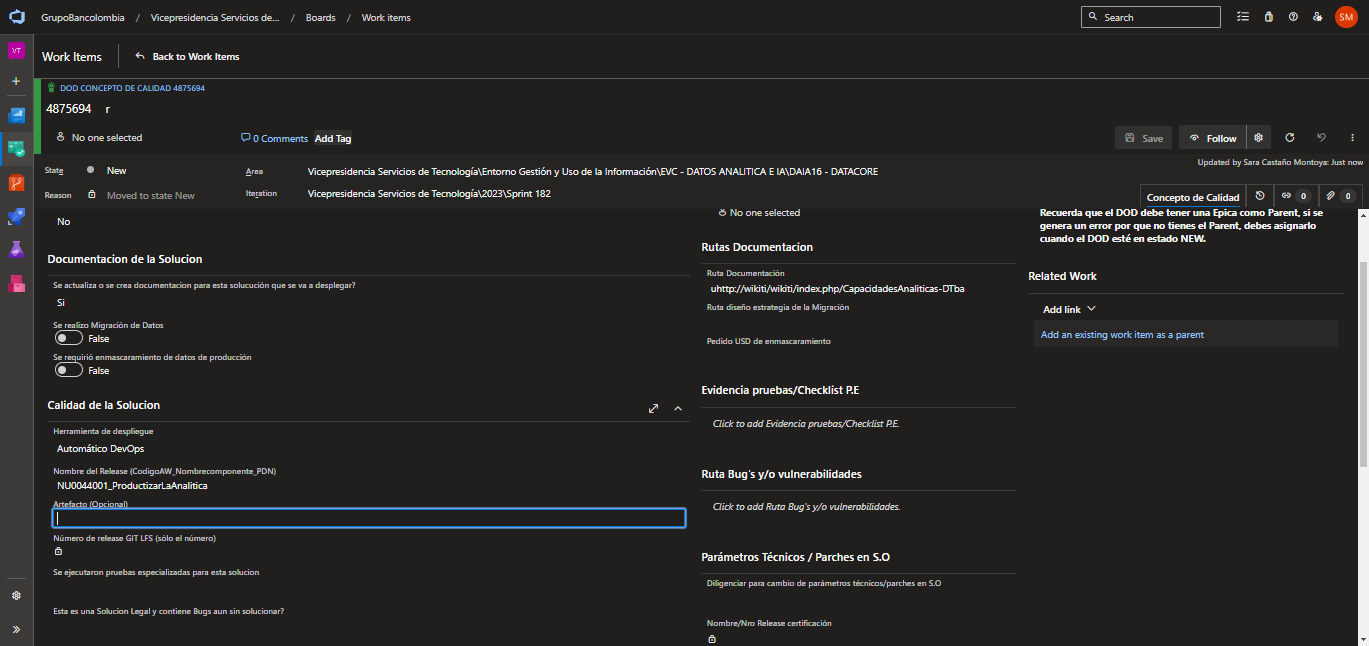 GrupoBancolombia / Vicepresidencia Servicios de... / Boards / Work items
Search
SM
VT
Work Items
Back to Work Items
DOD CONCEPTO DE CALIDAD 4875694
4875694 r
No one selected
0 Comments
Add Tag
Save
Follow
Updated by Sara Castaño Montoya: Just now
State
New
Area
Vicepresidencia Servicios de Tecnología\Entorno Gestión y Uso de la Información\EVC - DATOS ANALITICA E IA\DAIA16 - DATACORE
Reason
Moved to state New
Iteration
Vicepresidencia Servicios de Tecnología\2023\Sprint 182
Concepto de Calidad
0
0
No
Documentacion de la Solucion
Se actualiza o se crea documentacion para esta solucución que se va a desplegar?
Si
Se realizo Migración de Datos
False
Se requirió enmascaramiento de datos de producción
False
Calidad de la Solucion
Herramienta de despliegue
Automático DevOps
Nombre del Release (CodigoAW_Nombrecomponente_PDN)
NU0044001_ProductizarLaAnalitica
Artefacto (Opcional)
Número de release GIT LFS (sólo el número)
Se ejecutaron pruebas especializadas para esta solucion
Esta es una Solucion Legal y contiene Bugs aun sin solucionar?
No one selected
Rutas Documentacion
Ruta Documentación
uhttp://wikiti/wikiti/index.php/CapacidadesAnaliticas-DTba
Ruta diseño estrategia de la Migración
Pedido USD de enmascaramiento
Evidencia pruebas/Checklist P.E
Click to add Evidencia pruebas/Checklist P.E.
Ruta Bug's y/o vulnerabilidades
Click to add Ruta Bug's y/o vulnerabilidades.
Parámetros Técnicos / Parches en S.O
Diligenciar para cambio de parámetros técnicos/parches en S.O
Nombre/Nro Release certificación
Recuerda que el DOD debe tener una Epica como Parent, si se
genera un error por que no tienes el Parent, debes asignarlo
cuando el DOD esté en estado NEW.
Related Work
Add link
Add an existing work item as a parent